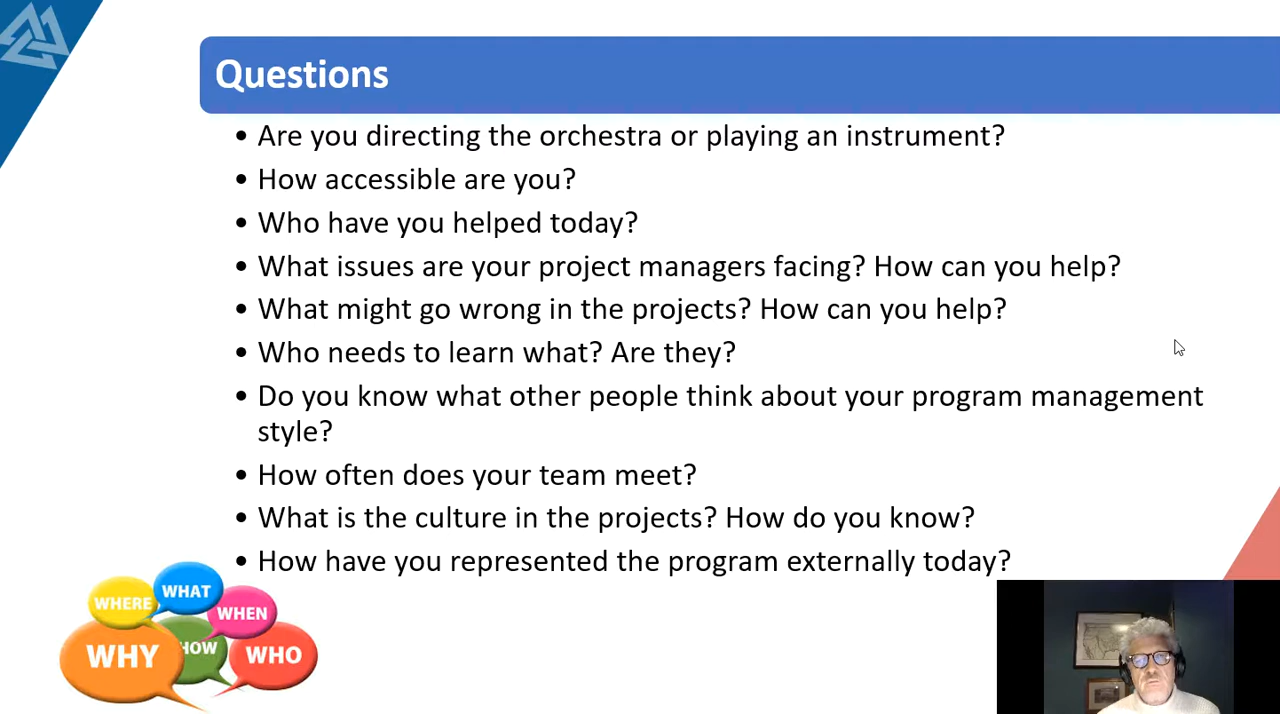 Questions
• Are you directing the orchestra or playing an instrument?
• How accessible are you?
• Who have you helped today?
• What issues are your project managers facing? How can you help?
• What might go wrong in the projects? How can you help?
• Who needs to learn what? Are they?
• Do you know what other people think about your program management
style?
• How often does your team meet?
• What is the culture in the projects? How do you know?
• How have you represented the program externally today?
WHERE
WHAT
WHEN
WHY
HOW
WHO